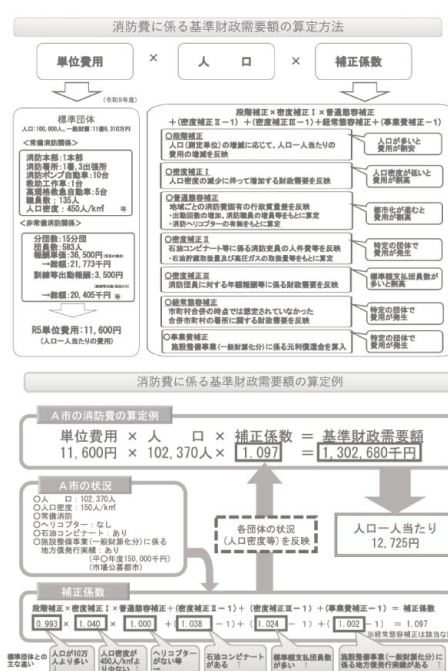 消防費に係る基準財政需要額の算定方法
単位費用 × 人 口 × 補正係数
(令和5年度)
標準団体
人口:100,000人、一般財源:11億6,310万円
<常備消防関係>
消防本部:1本部
消防署所:1署、3出張所
消防ポンプ自動車:10台
救助工作車:1台
高規格救急自動車:5台
職員数:135人
人口密度:450人/k㎡ 等
<非常備消防関係>
分団数:15分団
団員数:583人
報酬単価:36,500円
→総額:21,773千円
訓練等出動報酬:3,500円
→総額:20,405千円 等
R5単位費用:11,600円
(人口一人当たりの費用)
段階補正×密度補正Ⅰ×普通態容補正
+(密度補正Ⅱ-1)+(密度補正Ⅲ-1)+経常態容補正+(事業費補正-1)
○段階補正
人口(測定単位)の増減に応じて、人口一人当たりの
費用の増減を反映
人口が多いと
費用が割安
○密度補正Ⅰ
人口密度の減少に伴って増加する財政需要を反映
人口密度が低いと
費用が割高
○普通態容補正
地域ごとの消防費固有の行政質量差を反映
・出動回数の増加、消防職員の増員等をもとに算定
・消防ヘリコプターの有無をもとに算定
都市化が進むと
費用が割高
○密度補正Ⅱ
石油コンビナート等に係る消防吏員の人件費等を反映
・石油貯蔵取扱量及び高圧ガスの取扱量等をもとに算定
特定の団体で
費用が発生
○密度補正Ⅲ
消防団員に対する年額報酬等に係る財政需要を反映
標準額支払団員数が
多いと割高
○経常態容補正
市町村合併の時点では想定されていなかった
合併市町村の署所に関する財政需要を反映
特定の団体で
費用が発生
○事業費補正
施設整備事業(一般財源化分)に係る元利償還金を算入
特定の団体で
費用が発生
消防費に係る基準財政需要額の算定例
A市の消防費の算定例
単位費用 × 人 口 × 補正係数 = 基準財政需要額
11,600円 × 102,370人× 1.097 = 1,302,680千円
A市の状況
○人 口:102,370人
○人口密度:150人/k㎡
○常備消防
○ヘリコプター:なし
○石油コンビナート:あり
○施設整備事業(一般財源化分)に係る
地方債発行実績:あり
(平○年度150,000千円)
(市場公募都市)
各団体の状況
(人口密度等)を反映
人口一人当たり
12,725円
補正係数
段階補正×密度補正Ⅰ×普通態容補正+(密度補正Ⅱ-1)+(密度補正Ⅲ-1)+(事業費補正-1)=補正係数
0.993 × 1.040 × 1.000 +(1.038 -1)+(1.024 -1)+(1.002 -1)= 1.097
※経常態容補正は該当な
標準団体との
主な違い
人口が10万
人より多い
人口密度が
450人/k㎡よ
り少ない
ヘリコプター
がない等
石油コンビナート
がある
標準額支払団員数
が多い
施設整備事業(一般財源化分)に
係る地方債発行実績がある